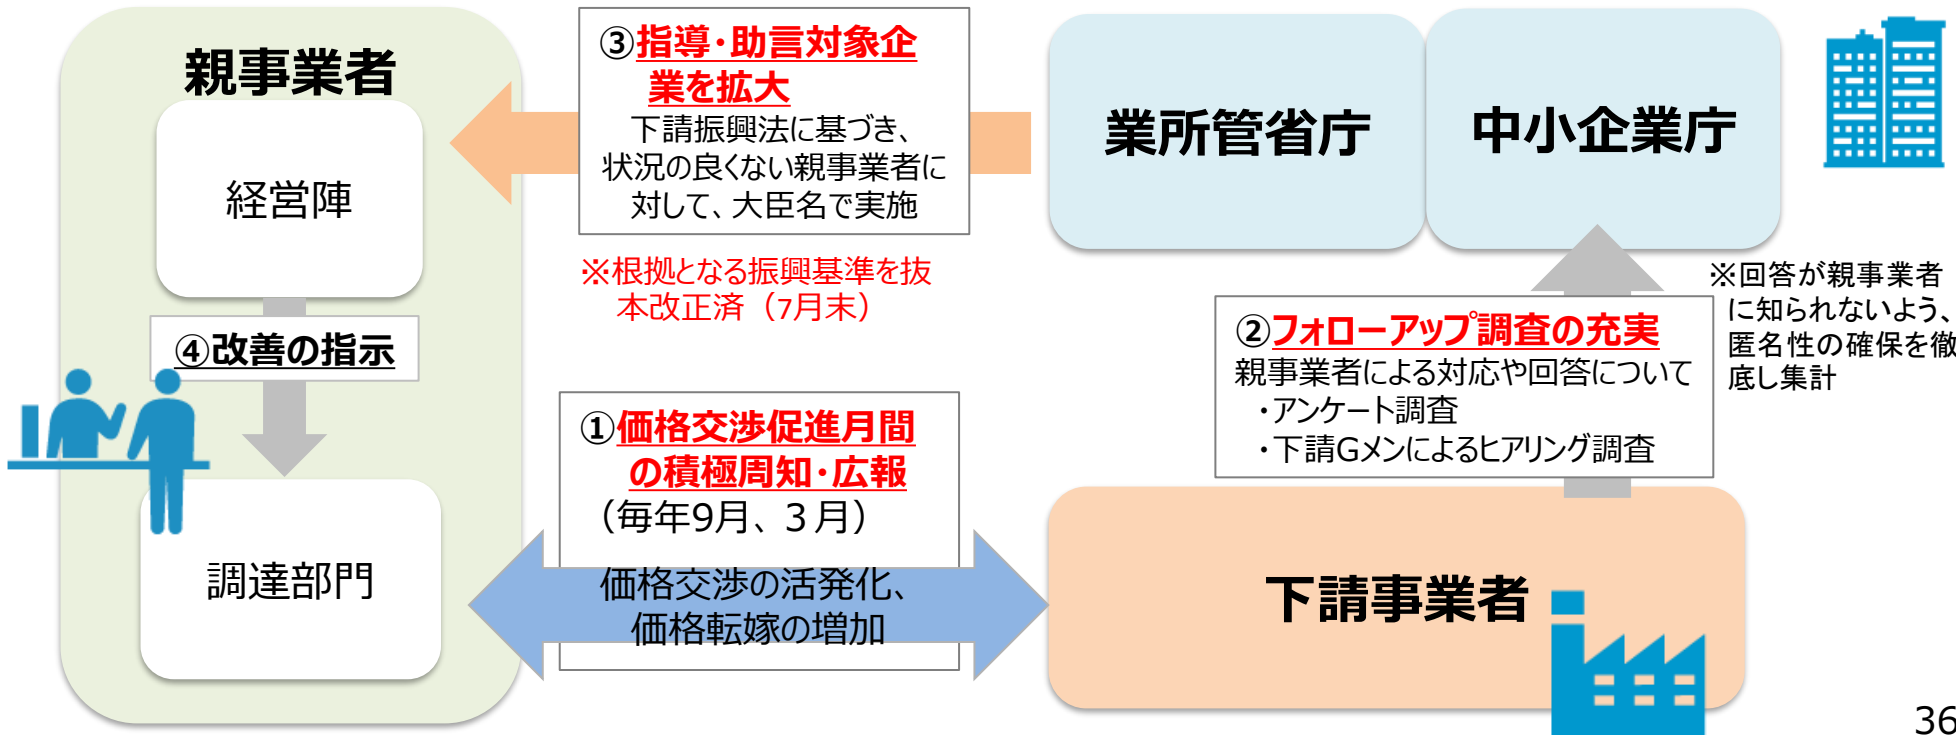 親事業者
経営陣
④改善の指示
調達部門
③指導・助言対象企
業を拡大
下請振興法に基づき、
状況の良くない親事業者に
対して、大臣名で実施
※根拠となる振興基準を抜
本改正済（7月末）
①価格交渉促進月間
の積極周知・広報
（毎年9月、３月）
価格交渉の活発化、
価格転嫁の増加
業所管省庁
中小企業庁
※回答が親事業者
に知られないよう、
匿名性の確保を徹
底し集計
②フォローアップ調査の充実
親事業者による対応や回答について
・アンケート調査
・下請Gメンによるヒアリング調査
下請事業者
36